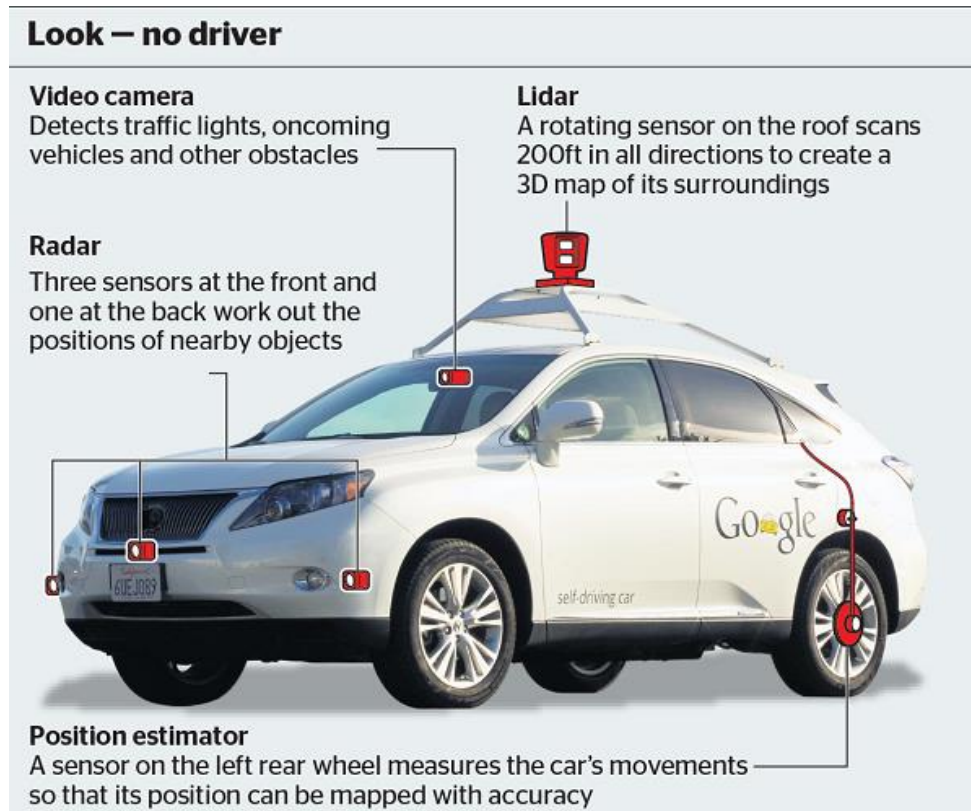 Look – no driver
Video camera
Detects traffic lights, oncoming
vehicles and other obstacles
Lidar
A rotating sensor on the roof scans
200ft in all directions to create a
3D map of its surroundings
Radar
Three sensors at the front and
one at the back work out the
positions of nearby objects
Google
self-driving car
California
6UEJ089
Position estimator
A sensor on the left rear wheel measures the car's movements
so that its position can be mapped with accuracy